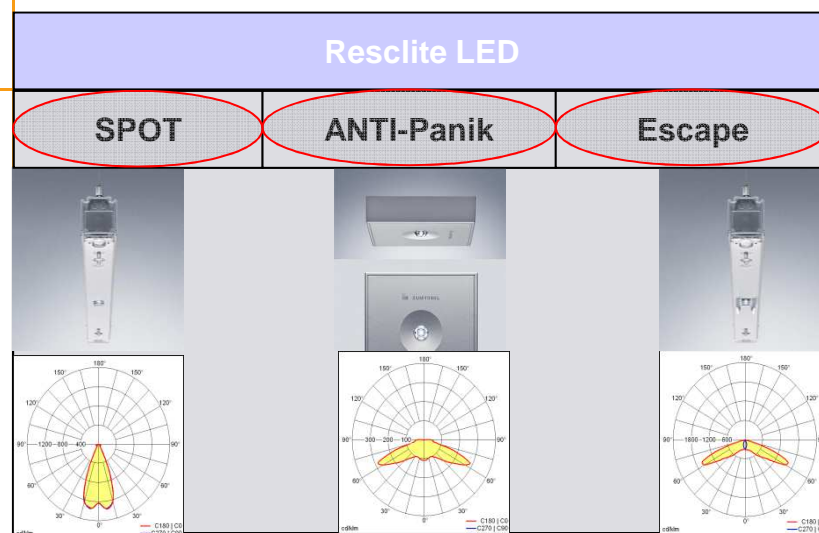 Resclite LED
SPOT ANTI-Panik Escape
ZUMTOBEL
180° 180° 180°
150° 150° 150° 150° 150° 150°
120° 120° 120° 120° 120° 120°
90° -1200 -800 -400 90° 90° -300 -200 -100 90° 90° -1800 -1200 -600
60° 60° 60° 60° 60° 60°
30° 0° 30° 30° 0° 30° 30° 0° 30°
cd/klm C180 | C0 cd/klm C180 | C0 cd/klm C180 | C0
C270 | C90 C270 | C90